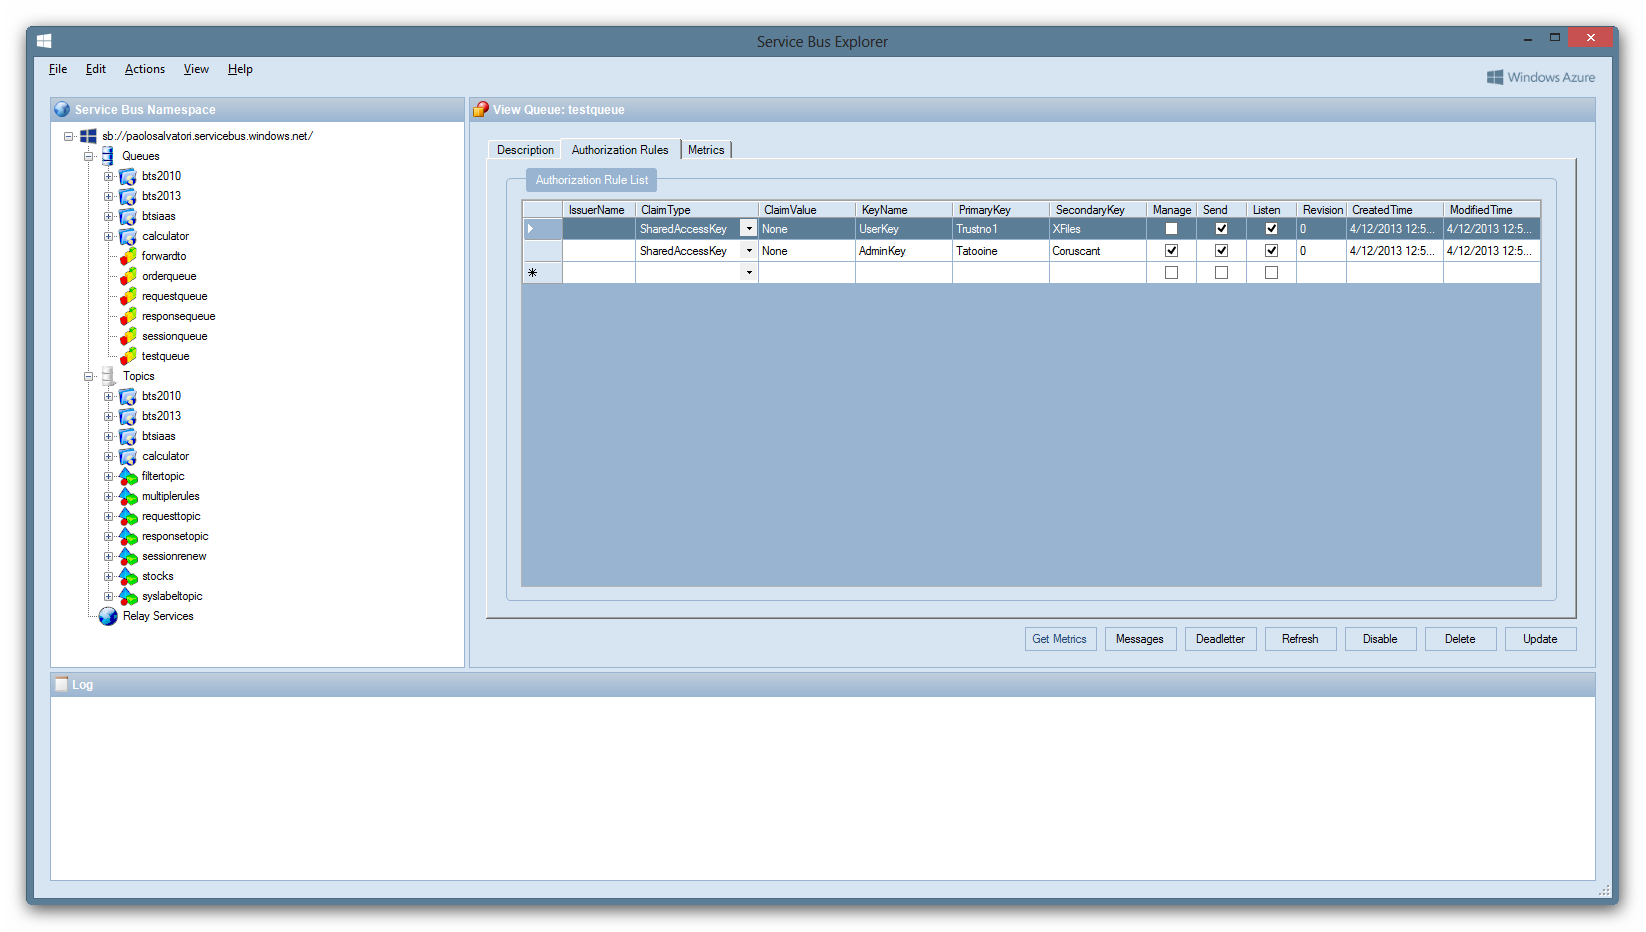 Service Bus Explorer
File Edit Actions View Help
Windows Azure
Service Bus Namespace
sb://paolosalvatori.servicebus.windows.net/
Queues
bts2010
bts2013
btsiaas
calculator
forwardto
orderqueue
requestqueue
responsequeue
sessionqueue
testqueue
Topics
bts2010
bts2013
btsiaas
calculator
filtertopic
multiplerules
requesttopic
responsetopic
sessionrenew
stocks
syslabeltopic
Relay Services
View Queue: testqueue
Description Authorization Rules Metrics
Authorization Rule List
IssuerName ClaimType ClaimValue KeyName PrimaryKey SecondaryKey Manage Send Listen Revision CreatedTime ModifiedTime
SharedAccessKey None UserKey Trustno1 XFiles 0 4/12/2013 12:5... 4/12/2013 12:5...
SharedAccessKey None AdminKey Tatooine Coruscant 0 4/12/2013 12:5... 4/12/2013 12:5...
Get Metrics Messages Deadletter Refresh Disable Delete Update
Log